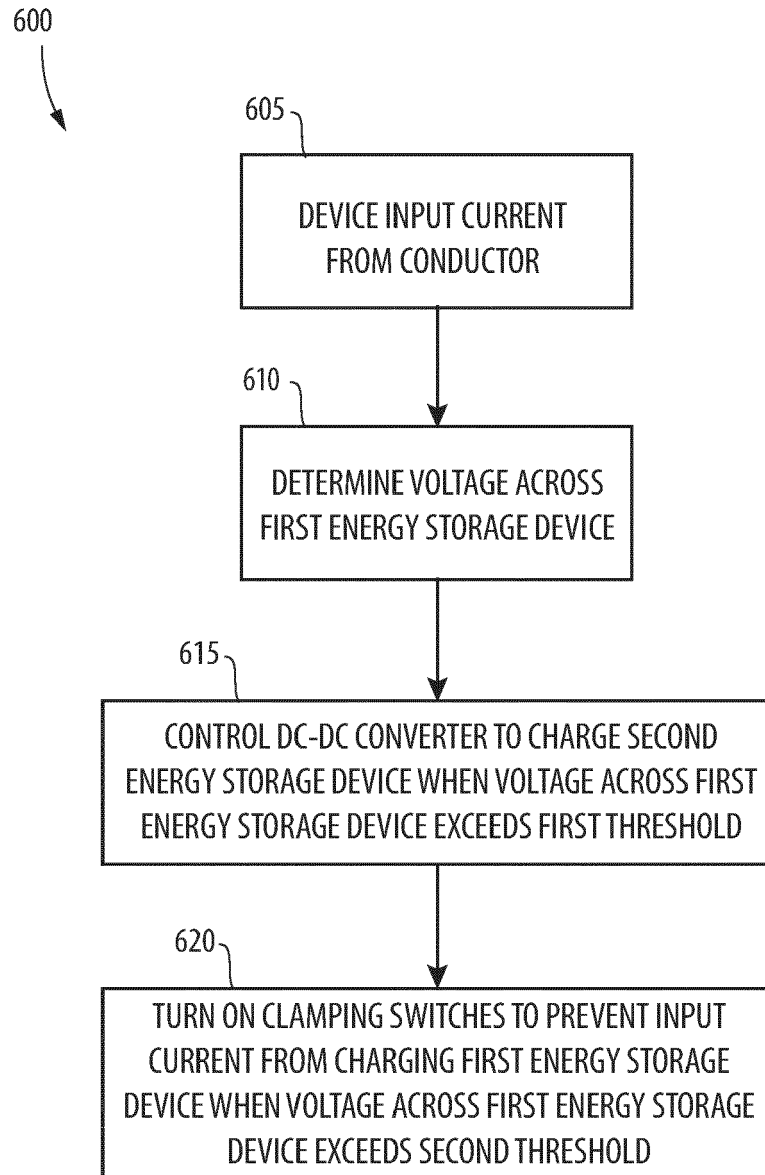 600
605
DEVICE INPUT CURRENT
FROM CONDUCTOR
610
DETERMINE VOLTAGE ACROSS
FIRST ENERGY STORAGE DEVICE
615
CONTROL DC-DC CONVERTER TO CHARGE SECOND
ENERGY STORAGE DEVICE WHEN VOLTAGE ACROSS FIRST
ENERGY STORAGE DEVICE EXCEEDS FIRST THRESHOLD
620
TURN ON CLAMPING SWITCHES TO PREVENT INPUT
CURRENT FROM CHARGING FIRST ENERGY STORAGE
DEVICE WHEN VOLTAGE ACROSS FIRST ENERGY STORAGE
DEVICE EXCEEDS SECOND THRESHOLD